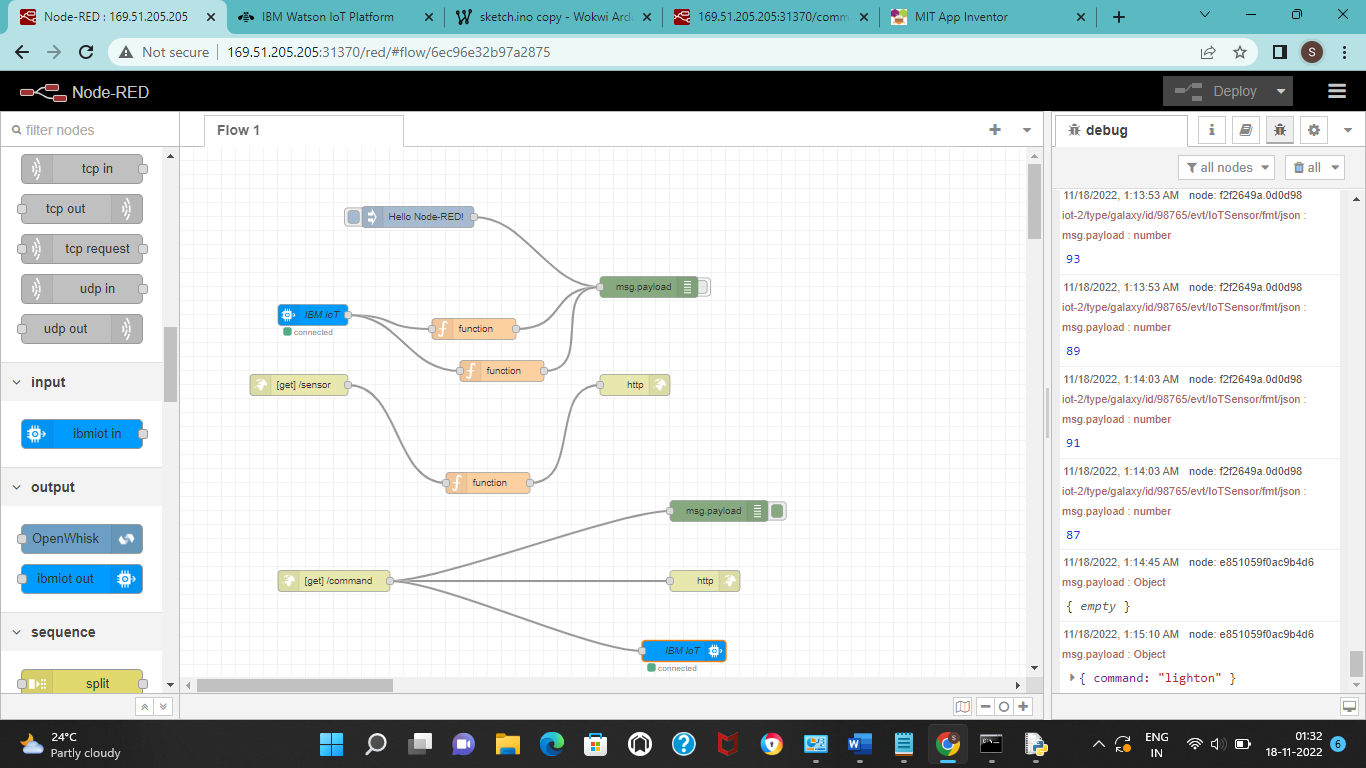 Node-RED : 169.51.205.205
IBM Watson IoT Platform
sketch.ino copy - Wokwi Ard
169.51.205.205:31370/comm
MIT App Inventor
Not secure
169.51.205.205:31370/red/#flow/6ec96e32b97a2875
S
Node-RED
Deploy
filter nodes
Flow 1
debug
i
all nodes
all
tcp in
tcp out
tcp request
udp in
udp out
input
ibmiot in
output
OpenWhisk
ibmiot out
sequence
split
Hello Node-RED!
msg.payload
IBM IoT
connected
function
function
[get] /sensor
http
function
msg.payload
[get] /command
http
IBM IoT
connected
11/18/2022, 1:13:53 AM node: f2f2649a.0d0d98
iot-2/type/galaxy/id/98765/evt/IoTSensor/fmt/json :
msg.payload : number
93
11/18/2022, 1:13:53 AM node: f2f2649a.0d0d98
iot-2/type/galaxy/id/98765/evt/IoTSensor/fmt/json :
msg.payload : number
89
11/18/2022, 1:14:03 AM node: f2f2649a.0d0d98
iot-2/type/galaxy/id/98765/evt/IoTSensor/fmt/json :
msg.payload : number
91
11/18/2022, 1:14:03 AM node: f2f2649a.0d0d98
iot-2/type/galaxy/id/98765/evt/IoTSensor/fmt/json :
msg.payload : number
87
11/18/2022, 1:14:45 AM node: e851059f0ac9b4d6
msg.payload : Object
{ empty }
11/18/2022, 1:15:10 AM node: e851059f0ac9b4d6
msg.payload : Object
{ command: "lighton" }
24°C
Partly cloudy
ENG
IN
01:32
18-11-2022
6